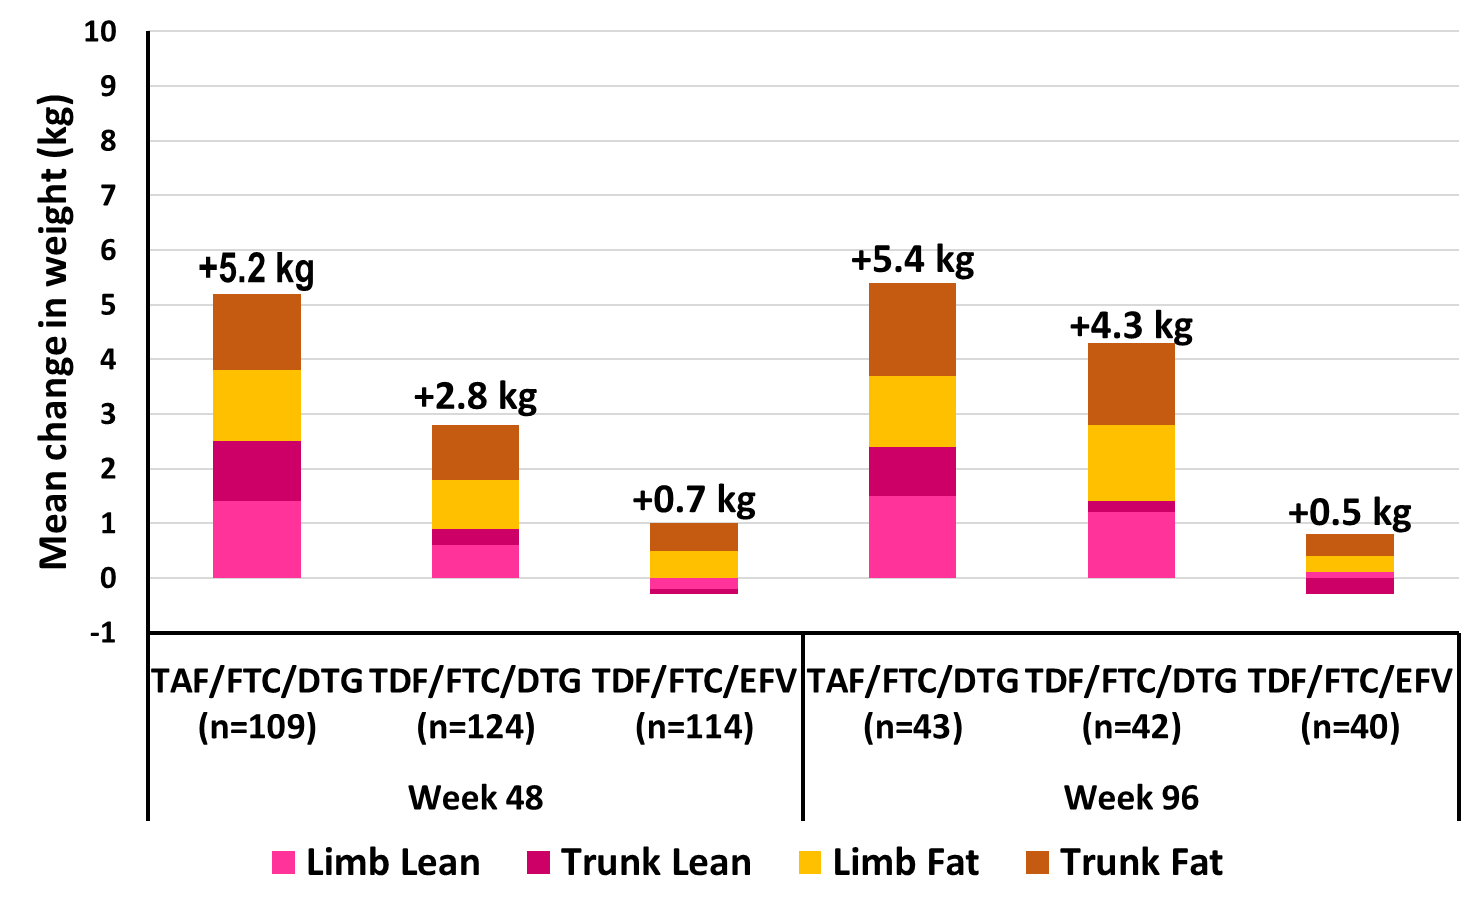 Mean change in weight (kg)
10
9
8
7
6
5
4
3
2
1
0
-1
+5.2 kg
+2.8 kg
+0.7 kg
+5.4 kg
+4.3 kg
+0.5 kg
TAF/FTC/DTG TDF/FTC/DTG TDF/FTC/EFV TAF/FTC/DTG TDF/FTC/DTG TDF/FTC/EFV
(n=109) (n=124) (n=114) (n=43) (n=42) (n=40)
Week 48 Week 96
Limb Lean Trunk Lean Limb Fat Trunk Fat